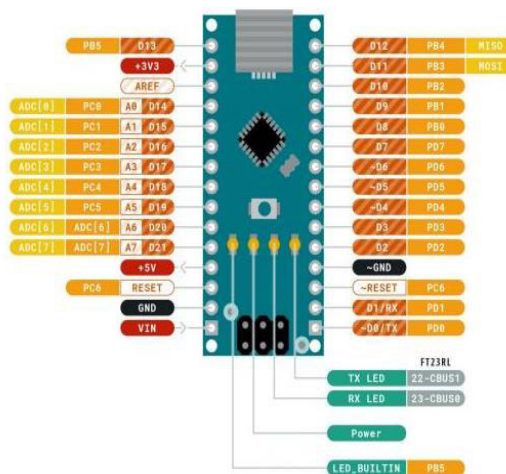 PB5 D13 D12 PB4 MISO
+3V3 D11 PB3 MOSI
AREF D10 PB2
ADC[0] PC0 A0 D14 D9 PB1
ADC[1] PC1 A1 D15 D8 PB0
ADC[2] PC2 A2 D16 D7 PD7
ADC[3] PC3 A3 D17 ~D6 PD6
ADC[4] PC4 A4 D18 ~D5 PD5
ADC[5] PC5 A5 D19 ~D4 PD4
ADC[6] ADC[6] A6 D20 D3 PD3
ADC[7] ADC[7] A7 D21 D2 PD2
+5V ~GND
PC6 RESET ~RESET PC6
GND D1/RX PD1
VIN ~D0/TX PD0
FT23RL
TX LED 22-CBUS1
RX LED 23-CBUS0
Power
LED_BUILTIN PB5